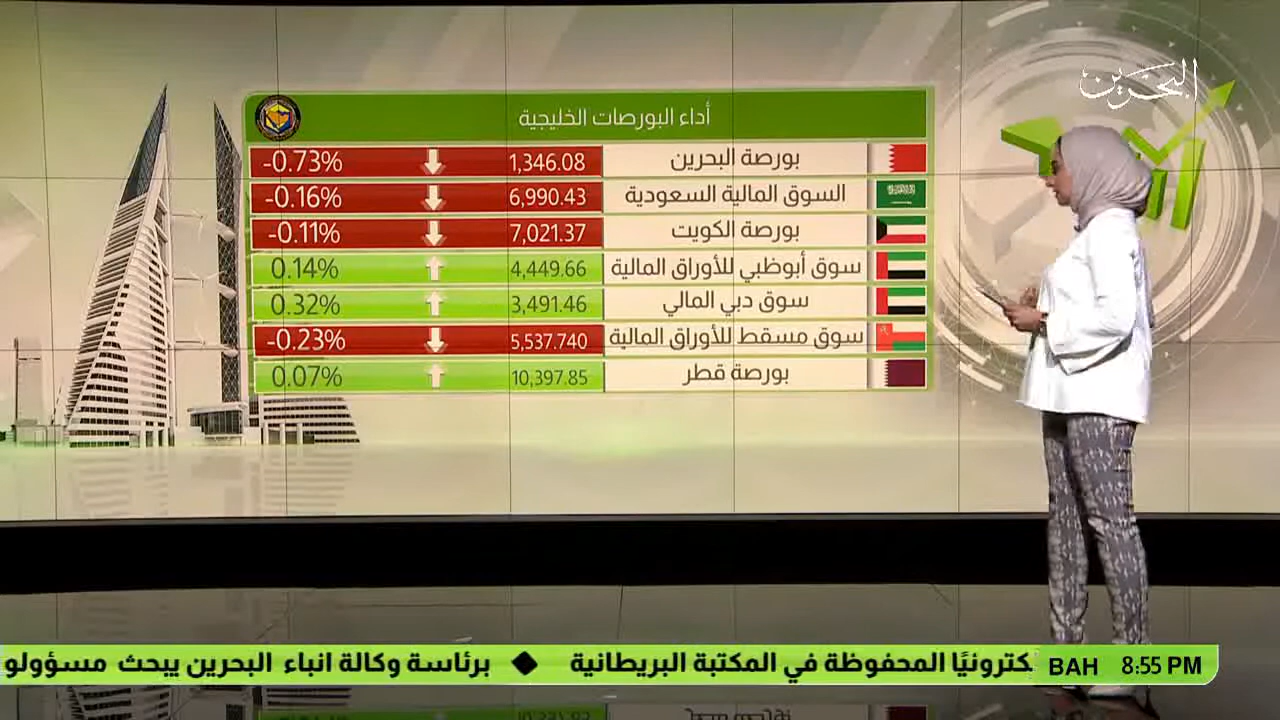 البحرين
أداء البورصات الخليجية
بورصة البحرين 1,346.08 -0.73%
السوق المالية السعودية 6,990.43 -0.16%
بورصة الكويت 7,021.37 -0.11%
سوق أبوظبي للأوراق المالية 4,449.66 0.14%
سوق دبي المالي 3,491.46 0.32%
سوق مسقط للأوراق المالية 5,537.740 -0.23%
بورصة قطر 10,397.85 0.07%
BAH 8:55 PM
كترونيًا المحفوظة في المكتبة البريطانية ◆ برئاسة وكالة انباء البحرين يبحث مسؤولو